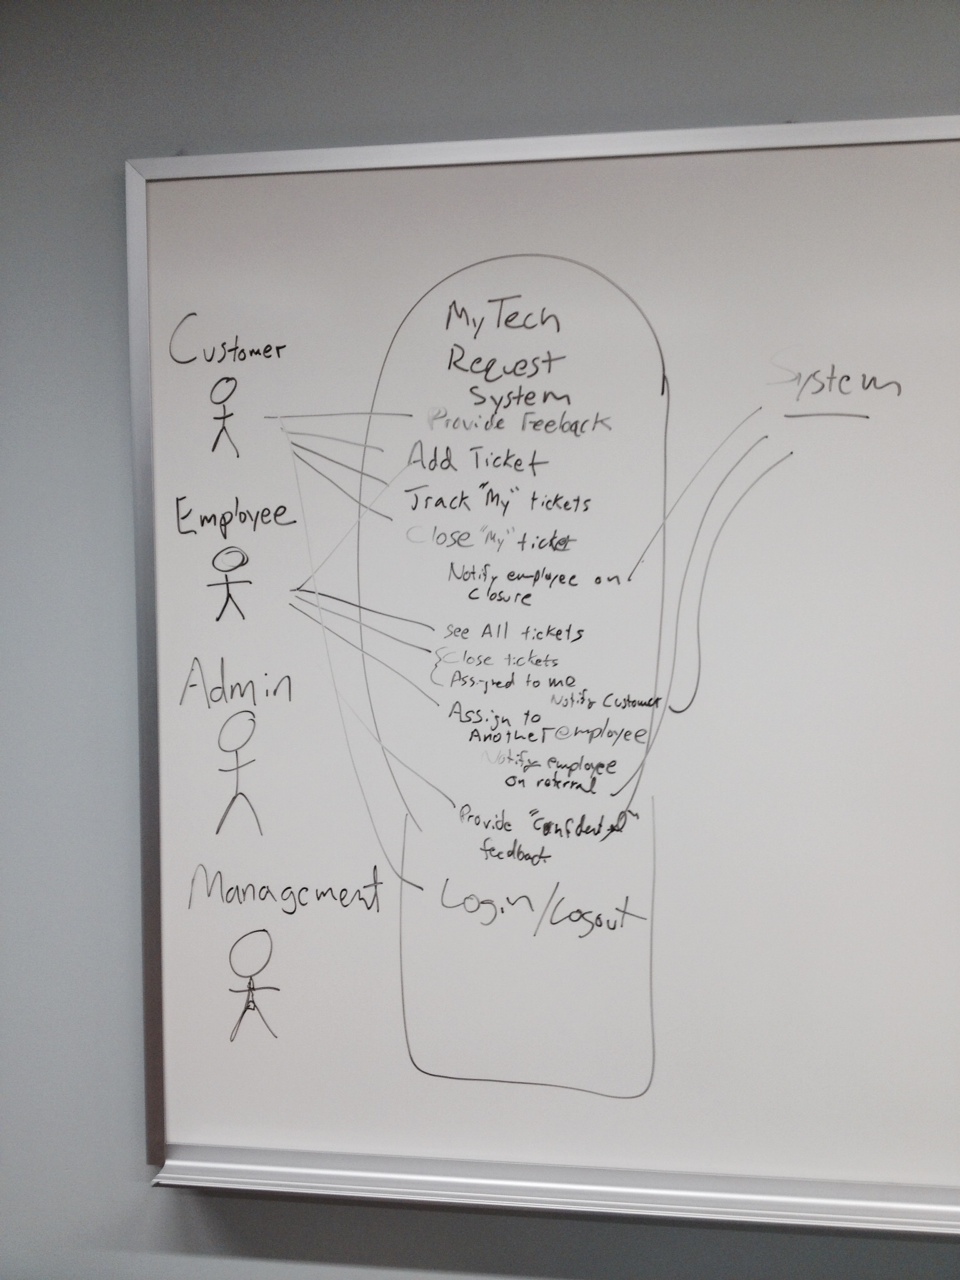 Customer
Employee
Admin
Management
MyTech
Request
System
Provide Feeback
Add Ticket
Track "My" tickets
Close "My" ticket
Notify employee on
closure
See All tickets
Close tickets
Assigned to me
Notify Customer
Assign to
Another employee
Notify employee
on referral
Provide "Confidential"
feedback
Login/Logout
System